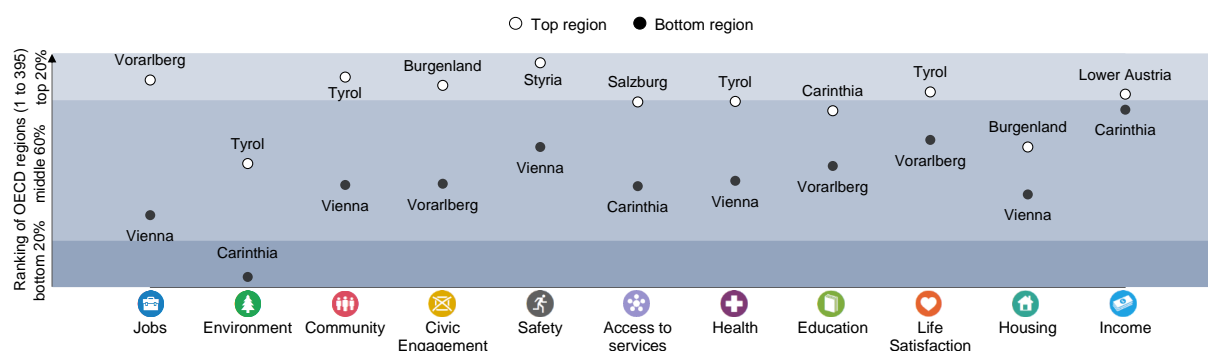 Top region
Bottom region
Ranking of OECD regions (1 to 395)
bottom 20%
middle 60%
top 20%
Vorarlberg
Vienna
Tyrol
Carinthia
Tyrol
Vienna
Burgenland
Vorarlberg
Styria
Vienna
Salzburg
Carinthia
Tyrol
Vienna
Carinthia
Vorarlberg
Tyrol
Vorarlberg
Burgenland
Vienna
Lower Austria
Carinthia
Jobs
Environment
Community
Civic
Engagement
Safety
Access to
services
Health
Education
Life
Satisfaction
Housing
Income